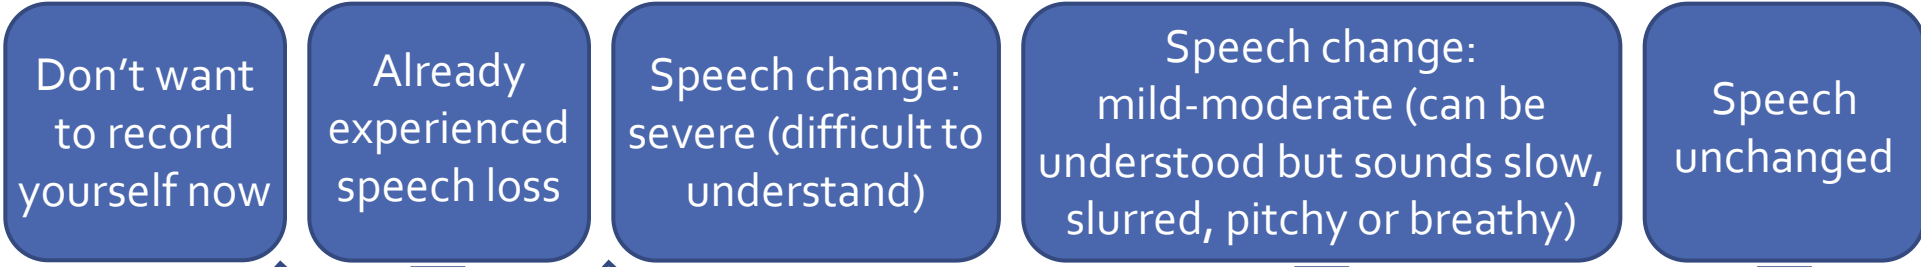 Don’t want
to record
yourself now
Already
experienced
speech loss
Speech change:
severe (difficult to
understand)
Speech change:
mild-moderate (can be
understood but sounds slow,
slurred, pitchy or breathy)
Speech
unchanged